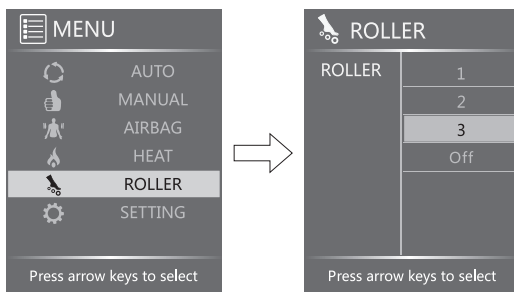 MENU
AUTO
MANUAL
AIRBAG
HEAT
ROLLER
SETTING
Press arrow keys to select
ROLLER
ROLLER
1
2
3
Off
Press arrow keys to select